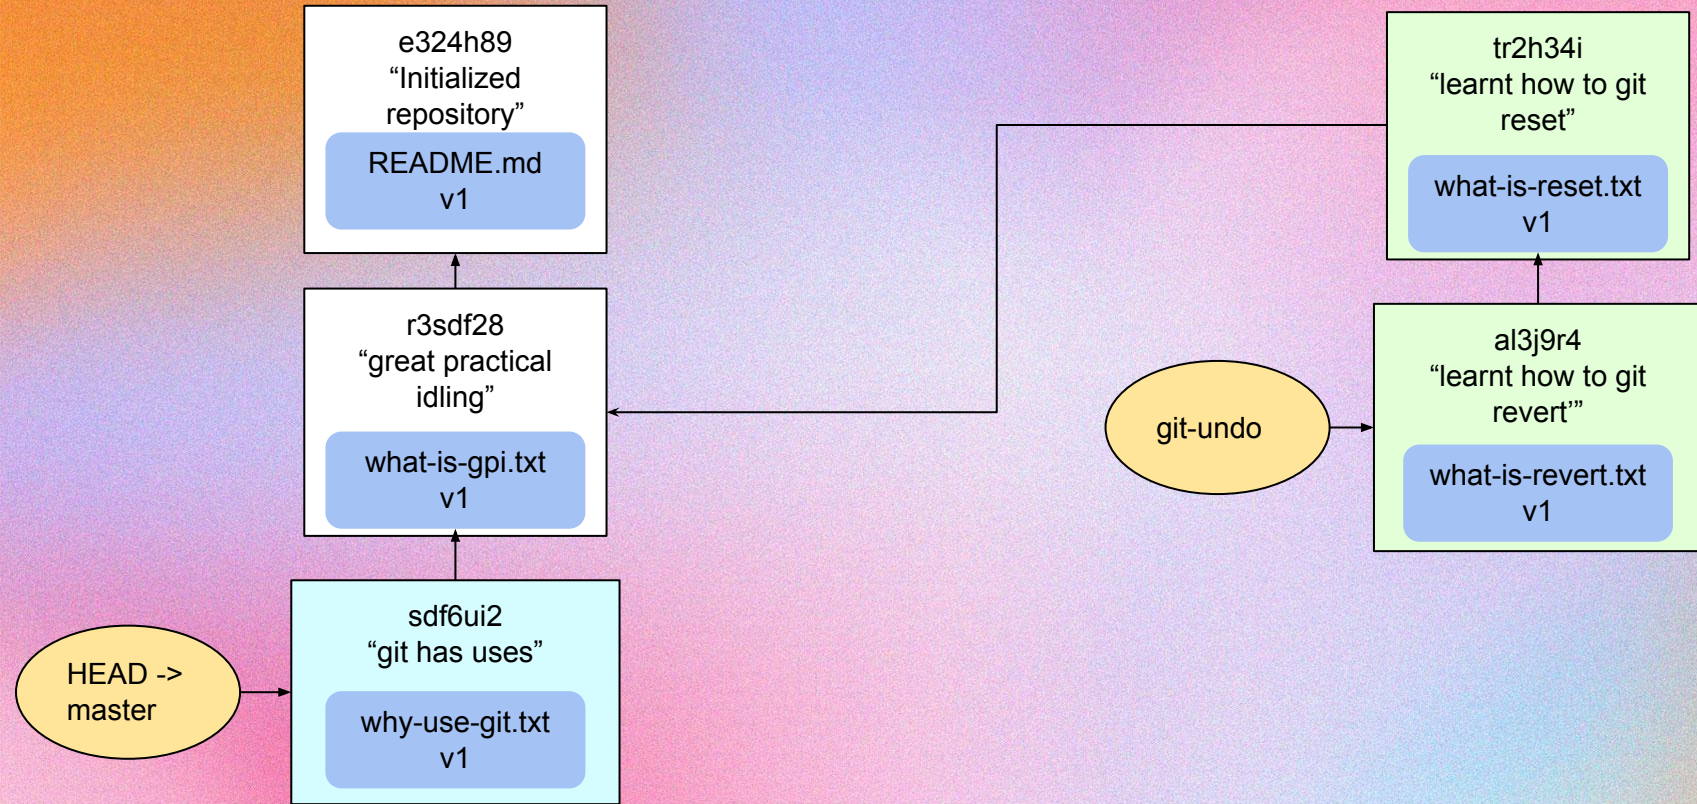 e324h89
“Initialized
repository”
README.md
v1
r3sdf28
“great practical
idling”
what-is-gpi.txt
v1
sdf6ui2
“git has uses”
why-use-git.txt
v1
HEAD ->
master
tr2h34i
“learnt how to git
reset”
what-is-reset.txt
v1
al3j9r4
“learnt how to git
revert’”
what-is-revert.txt
v1
git-undo